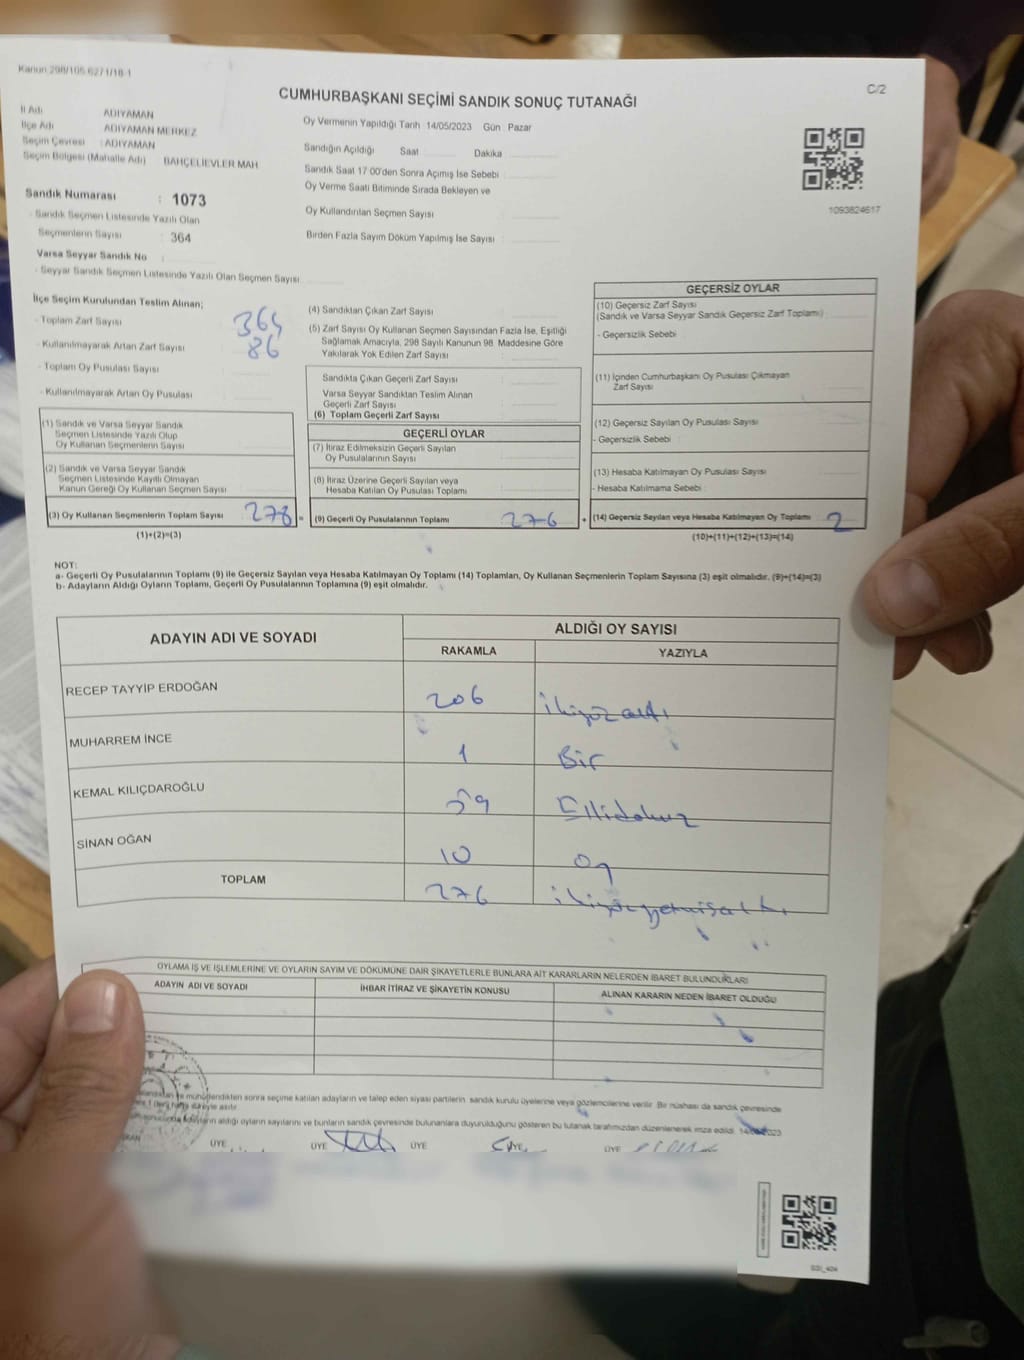 Kanun 298/105 6271/18-1
C/2
CUMHURBAŞKANI SEÇİMİ SANDIK SONUÇ TUTANAĞI
İl Adı ADIYAMAN
İlçe Adı ADIYAMAN MERKEZ
Seçim Çevresi : ADIYAMAN
Seçim Bölgesi (Mahalle Adı) BAHÇELİEVLER MAH.
Sandık Numarası : 1073
- Sandık Seçmen Listesinde Yazılı Olan
Seçmenlerin Sayısı : 364
Varsa Seyyar Sandık No :
- Seyyar Sandık Seçmen Listesinde Yazılı Olan Seçmen Sayısı
Oy Vermenin Yapıldığı Tarih 14/05/2023 Gün Pazar
Sandığın Açıldığı Saat Dakika
Sandık Saat 17 00'den Sonra Açımış İse Sebebi
Oy Verme Saati Bitiminde Sırada Bekleyen ve
Oy Kullandırılan Seçmen Sayısı
Birden Fazla Sayım Döküm Yapılmış İse Sayısı
1093824617
İlçe Seçim Kurulundan Teslim Alınan;
- Toplam Zarf Sayısı 364
- Kullanılmayarak Artan Zarf Sayısı 86
- Toplam Oy Pusulası Sayısı
- Kullanılmayarak Artan Oy Pusulası
(1) Sandık ve Varsa Seyyar Sandık
Seçmen Listesinde Yazılı Olup
Oy Kullanan Seçmenlerin Sayısı
(2) Sandık ve Varsa Seyyar Sandık
Seçmen Listesinde Kayıtlı Olmayan
Kanun Gereği Oy Kullanan Seçmen Sayısı
(3) Oy Kullanan Seçmenlerin Toplam Sayısı 278 =
(1)+(2)=(3)
(4) Sandıktan Çıkan Zarf Sayısı
(5) Zarf Sayısı Oy Kullanan Seçmen Sayısından Fazla İse, Eşitliği
Sağlamak Amacıyla, 298 Sayılı Kanunun 98 Maddesine Göre
Yakılarak Yok Edilen Zarf Sayısı
Sandıkta Çıkan Geçerli Zarf Sayısı
Varsa Seyyar Sandıktan Teslim Alınan
Geçerli Zarf Sayısı
(6) Toplam Geçerli Zarf Sayısı
GEÇERLİ OYLAR
(7) İtiraz Edilmeksizin Geçerli Sayılan
Oy Pusulalarının Sayısı
(8) İtiraz Üzerine Geçerli Sayılan veya
Hesaba Katılan Oy Pusulası Toplamı
(9) Geçerli Oy Pusulalarının Toplamı 276 +
GEÇERSİZ OYLAR
(10) Geçersiz Zarf Sayısı
(Sandık ve Varsa Seyyar Sandık Geçersiz Zarf Toplamı)
- Geçersizlik Sebebi
(11) İçinden Cumhurbaşkanı Oy Pusulası Çıkmayan
Zarf Sayısı
(12) Geçersiz Sayılan Oy Pusulası Sayısı
- Geçersizlik Sebebi
(13) Hesaba Katılmayan Oy Pusulası Sayısı
- Hesaba Katılmama Sebebi
(14) Geçersiz Sayılan veya Hesaba Katılmayan Oy Toplamı 2
(10)+(11)+(12)+(13)=(14)
NOT:
a- Geçerli Oy Pusulalarının Toplamı (9) ile Geçersiz Sayılan veya Hesaba Katılmayan Oy Toplamı (14) Toplamları, Oy Kullanan Seçmenlerin Toplam Sayısına (3) eşit olmalıdır. (9)+(14)=(3)
b- Adayların Aldığı Oyların Toplamı, Geçerli Oy Pusulalarının Toplamına (9) eşit olmalıdır.
ADAYIN ADI VE SOYADI ALDIĞI OY SAYISI
RAKAMLA YAZIYLA
RECEP TAYYİP ERDOĞAN 206 ikiyüzaltı
MUHARREM İNCE 1 Bir
KEMAL KILIÇDAROĞLU 59 Ellidokuz
SİNAN OĞAN 10 On
TOPLAM 276 ikiyüzyetmişaltı
OYLAMA İŞ VE İŞLEMLERİNE VE OYLARIN SAYIM VE DÖKÜMÜNE DAİR ŞİKAYETLERLE BUNLARA AİT KARARLARIN NELERDEN İBARET BULUNDUKLARI
ADAYIN ADI VE SOYADI İHBAR İTİRAZ VE ŞİKAYETİN KONUSU ALINAN KARARIN NEDEN İBARET OLDUĞU
mühürlendikten sonra seçime katılan adayların ve talep eden siyasi partilerin sandık kurulu üyelerine veya gözlemcilerine verilir. Bir nüshası da sandık çevresinde
aldığı oyların sayılarını ve bunların sandık çevresinde bulunanlara duyurulduğunu gösteren bu tutanak tarafımızdan düzenlenerek imza edildi.
ÜYE ÜYE ÜYE ÜYE ÜYE